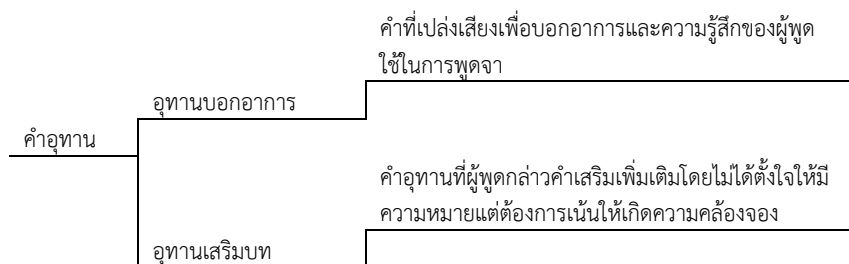 คำที่เปล่งเสียงเพื่อบอกอาการและความรู้สึกของผู้พูด
ใช้ในการพูดจา
อุทานบอกอาการ
คำอุทาน
คำอุทานที่ผู้พูดกล่าวคำเสริมเพิ่มเติมโดยไม่ได้ตั้งใจให้มี
ความหมายแต่ต้องการเน้นให้เกิดความคล้องจอง
อุทานเสริมบท